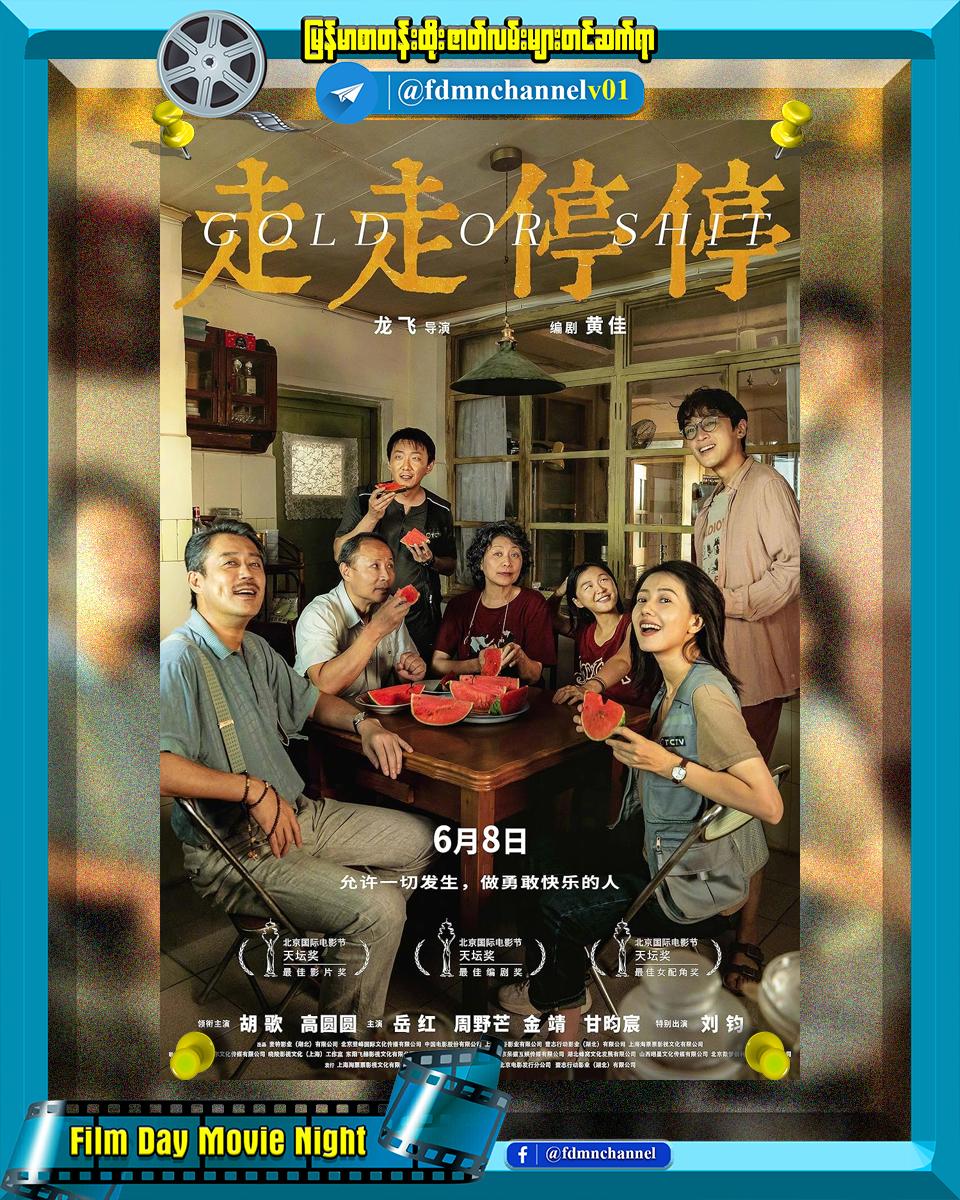 မြန်မာစာတန်းထိုးဇာတ်လမ်းများတင်ဆက်ရာ
@fdmnchannelv01
走走停停
GOLD OR SHIT
龙飞 导演
编剧 黄佳
6月8日
允许一切发生，做勇敢快乐的人
北京国际电影节
天坛奖
最佳影片奖
北京国际电影节
天坛奖
最佳编剧奖
北京国际电影节
天坛奖
最佳女配角奖
领衔主演 胡歌 高圆圆 主演 岳红 周野芒 金靖 甘昀宸 特别出演 刘钧
Film Day Movie Night
@fdmnchannel